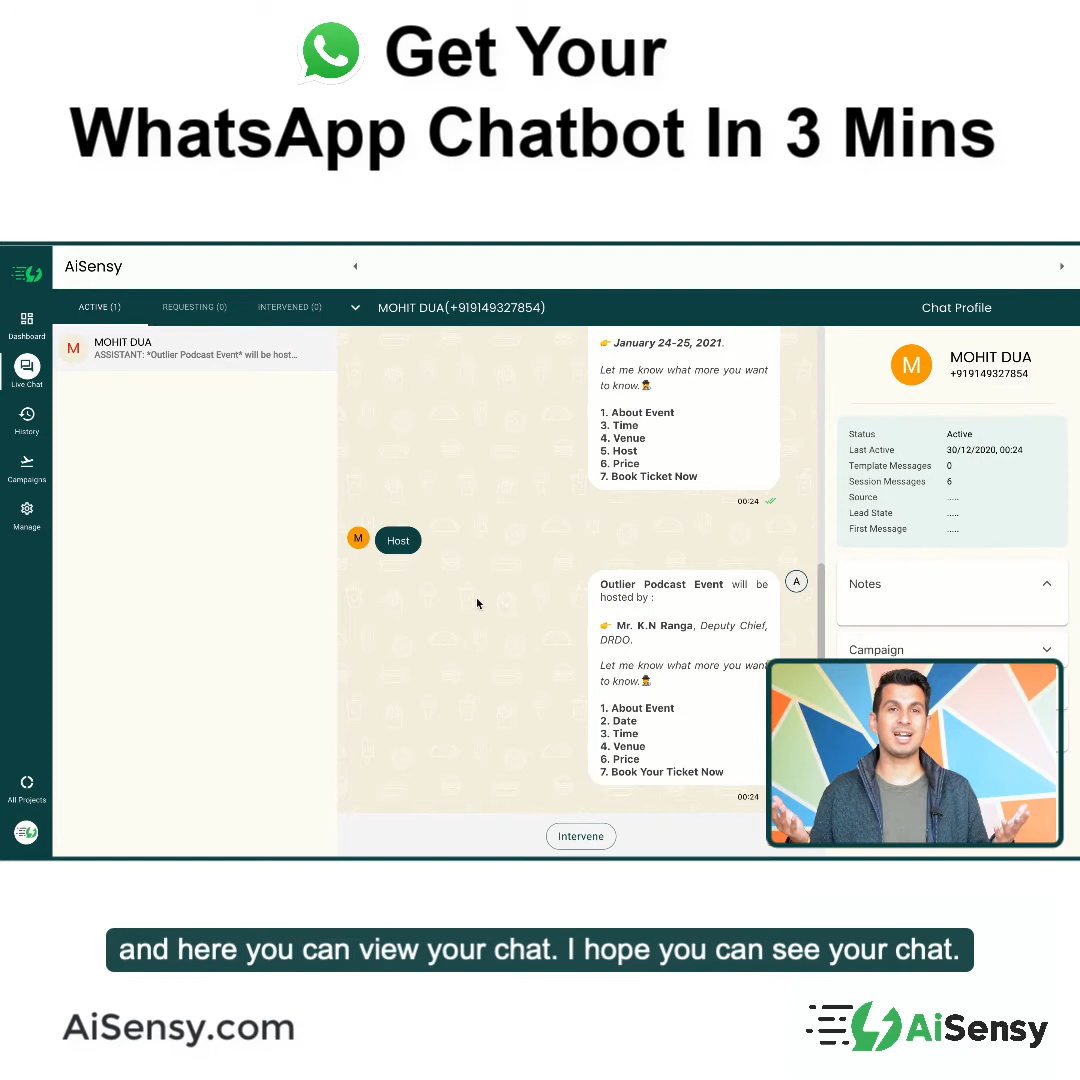 Get Your
WhatsApp Chatbot In 3 Mins
AiSensy
ACTIVE (1)
REQUESTING (0)
INTERVENED (0)
MOHIT DUA(+919149327854)
Chat Profile
Dashboard
Live Chat
History
Campaigns
Manage
All Projects
M
MOHIT DUA
ASSISTANT: *Outlier Podcast Event* will be host...
👉 January 24-25, 2021.
Let me know what more you want
to know.🕵️
1. About Event
3. Time
4. Venue
5. Host
6. Price
7. Book Ticket Now
00:24
M
Host
A
Outlier Podcast Event will be
hosted by :
👉 Mr. K.N Ranga, Deputy Chief,
DRDO.
Let me know what more you want
to know.🕵️
1. About Event
2. Date
3. Time
4. Venue
6. Price
7. Book Your Ticket Now
00:24
Intervene
M
MOHIT DUA
+919149327854
Status Active
Last Active 30/12/2020, 00:24
Template Messages 0
Session Messages 6
Source .....
Lead State .....
First Message .....
Notes
Campaign
and here you can view your chat. I hope you can see your chat.
AiSensy.com
AiSensy